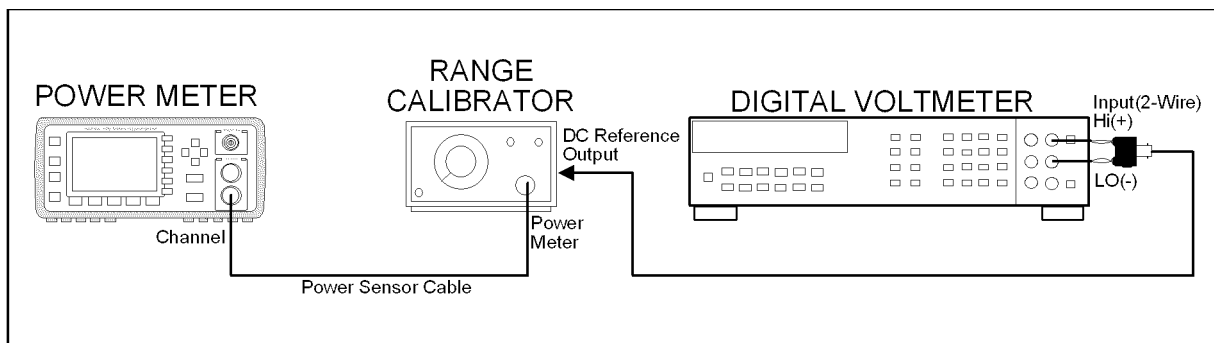 POWER METER
RANGE
CALIBRATOR
DIGITAL VOLTMETER
Input(2-Wire)
Hi(+)
LO(-)
DC Reference
Output
Power
Meter
Channel
Power Sensor Cable